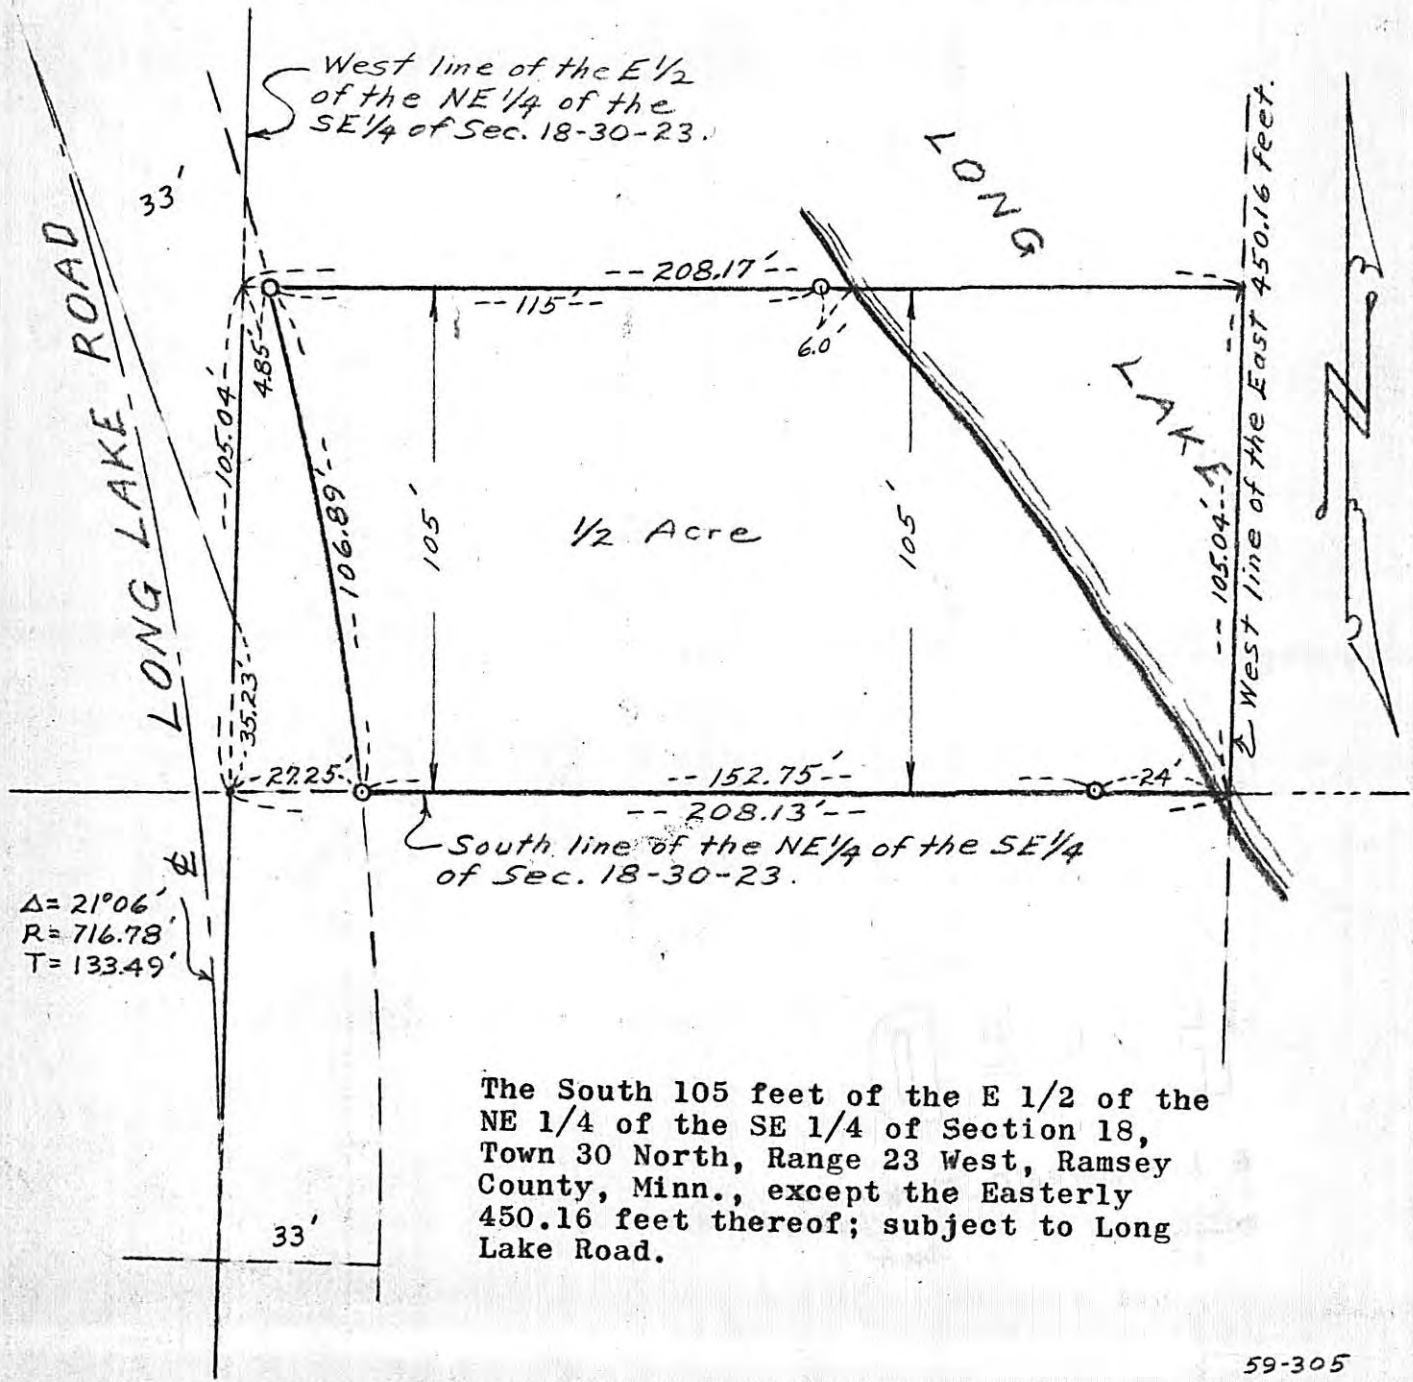 West line of the E 1/2
of the NE 1/4 of the
SE 1/4 of Sec. 18-30-23.
33'
LONG LAKE ROAD
LONG
LAKE
West line of the East 450.16 feet.
N
208.17'
115'
6.0'
4.85'
105.04'
106.89'
105'
1/2 Acre
105'
105.04'
35.23'
27.25'
152.75'
24'
208.13'
South line of the NE 1/4 of the SE 1/4
of Sec. 18-30-23.
℄
Δ= 21°06'
R= 716.78'
T= 133.49'
The South 105 feet of the E 1/2 of the
NE 1/4 of the SE 1/4 of Section 18,
Town 30 North, Range 23 West, Ramsey
County, Minn., except the Easterly
450.16 feet thereof; subject to Long
Lake Road.
33'
59-305